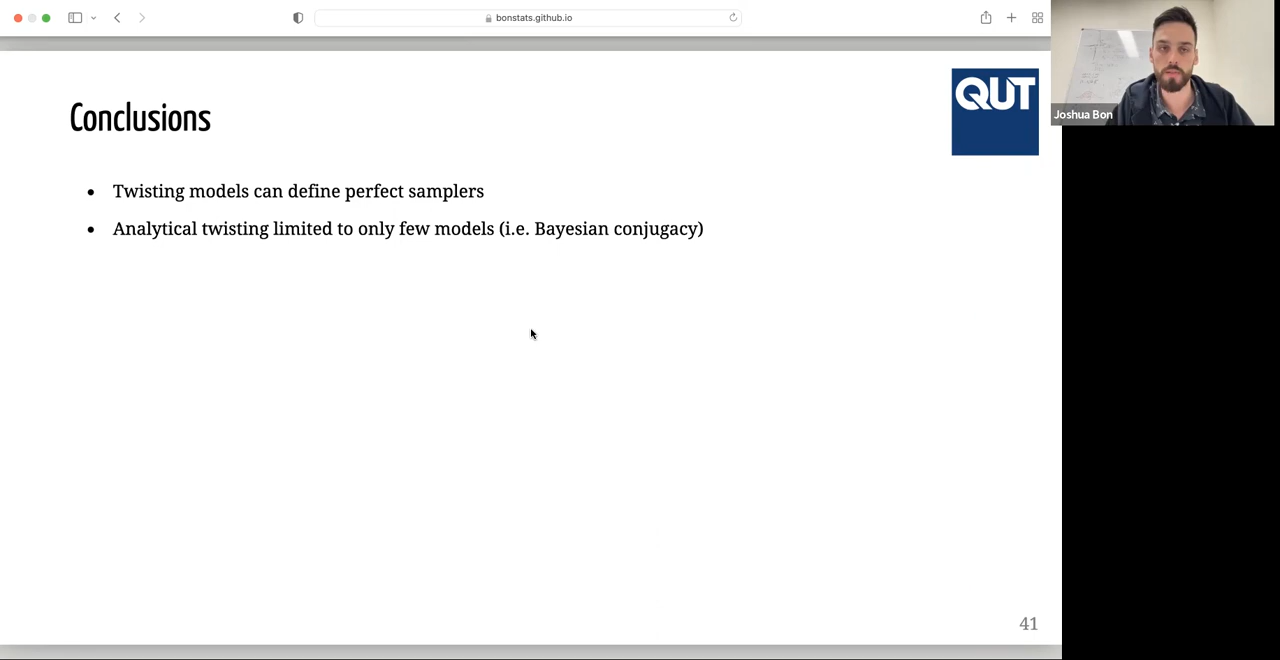 bonstats.github.io
Conclusions
QUT
Joshua Bon
• Twisting models can define perfect samplers
• Analytical twisting limited to only few models (i.e. Bayesian conjugacy)
41